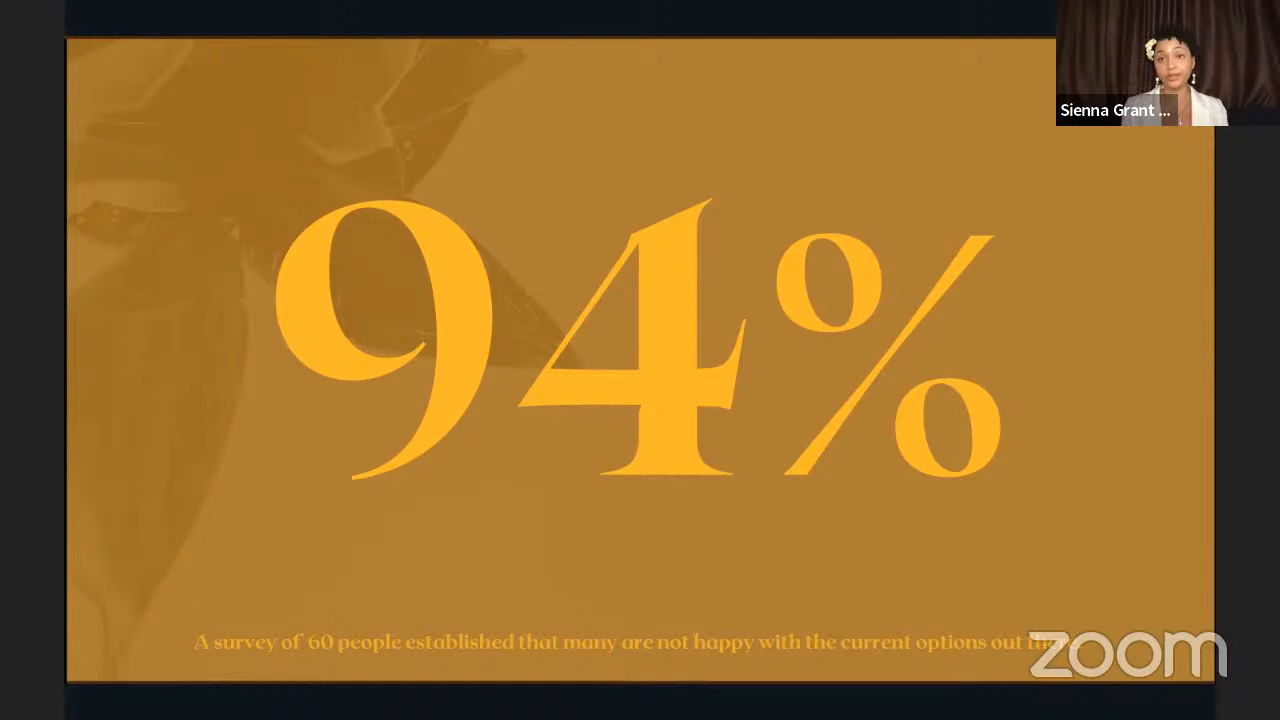 Sienna Grant ...
94%
A survey of 60 people established that many are not happy with the current options out there
zoom